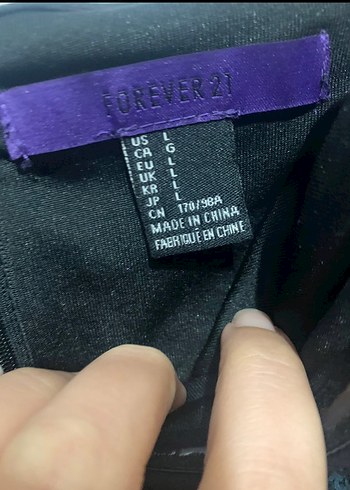 FOREVER 21
US L
CA G
EU L
UK L
KR L
JP L
CN 170/98A
MADE IN CHINA
FABRIQUÉ EN CHINE